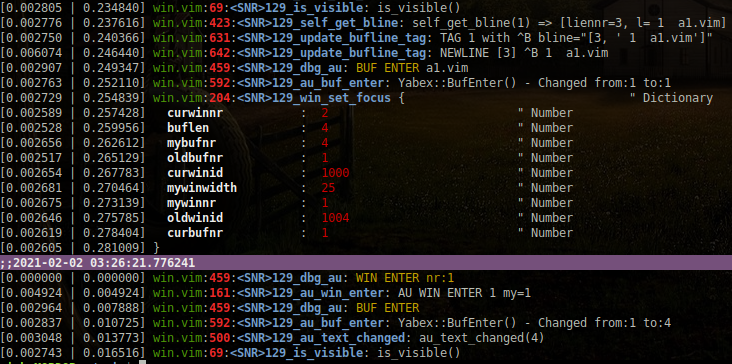 [0.002805 | 0.234840] win.vim:69:<SNR>129_is_visible: is_visible()
[0.002776 | 0.237616] win.vim:423:<SNR>129_self_get_bline: self_get_bline(1) => [liennr=3, l= 1  a1.vim]
[0.002750 | 0.240366] win.vim:631:<SNR>129_update_bufline_tag: TAG 1 with ^B bline="[3, ' 1  a1.vim']"
[0.006074 | 0.246440] win.vim:642:<SNR>129_update_bufline_tag: NEWLINE [3] ^B 1  a1.vim
[0.002907 | 0.249347] win.vim:459:<SNR>129_dbg_au: BUF ENTER a1.vim
[0.002763 | 0.252110] win.vim:592:<SNR>129_au_buf_enter: Yabex::BufEnter() - Changed from:1 to:1
[0.002729 | 0.254839] win.vim:204:<SNR>129_win_set_focus { " Dictionary
[0.002589 | 0.257428] curwinnr : 2 " Number
[0.002528 | 0.259956] buflen : 4 " Number
[0.002656 | 0.262612] mybufnr : 4 " Number
[0.002517 | 0.265129] oldbufnr : 1 " Number
[0.002654 | 0.267783] curwinid : 1000 " Number
[0.002681 | 0.270464] mywinwidth : 25 " Number
[0.002675 | 0.273139] mywinnr : 1 " Number
[0.002646 | 0.275785] oldwinid : 1004 " Number
[0.002619 | 0.278404] curbufnr : 1 " Number
[0.002605 | 0.281009] }
;;2021-02-02 03:26:21.776241
[0.000000 | 0.000000] win.vim:459:<SNR>129_dbg_au: WIN ENTER nr:1
[0.004924 | 0.004924] win.vim:161:<SNR>129_au_win_enter: AU WIN ENTER 1 my=1
[0.002964 | 0.007888] win.vim:459:<SNR>129_dbg_au: BUF ENTER
[0.002837 | 0.010725] win.vim:592:<SNR>129_au_buf_enter: Yabex::BufEnter() - Changed from:1 to:4
[0.003048 | 0.013773] win.vim:500:<SNR>129_au_text_changed: au_text_changed(4)
[0.002743 | 0.016516] win.vim:69:<SNR>129_is_visible: is_visible()